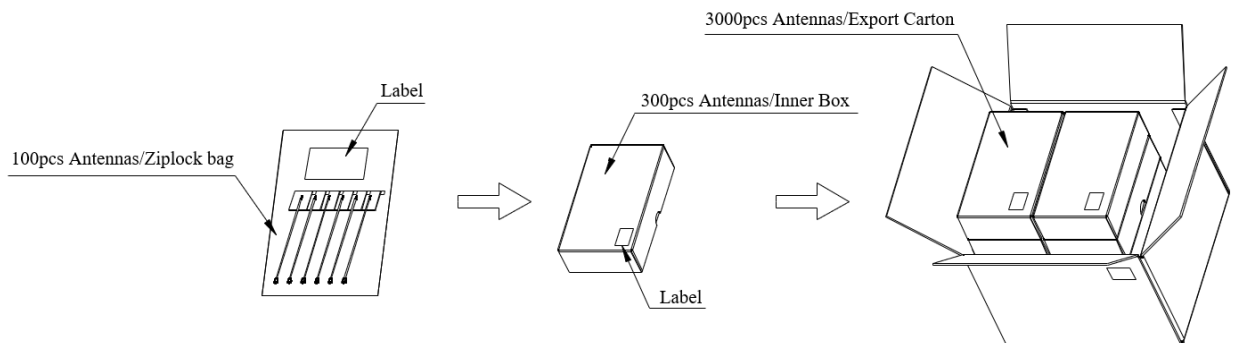 3000pcs Antennas/Export Carton
Label
300pcs Antennas/Inner Box
100pcs Antennas/Ziplock bag
Label